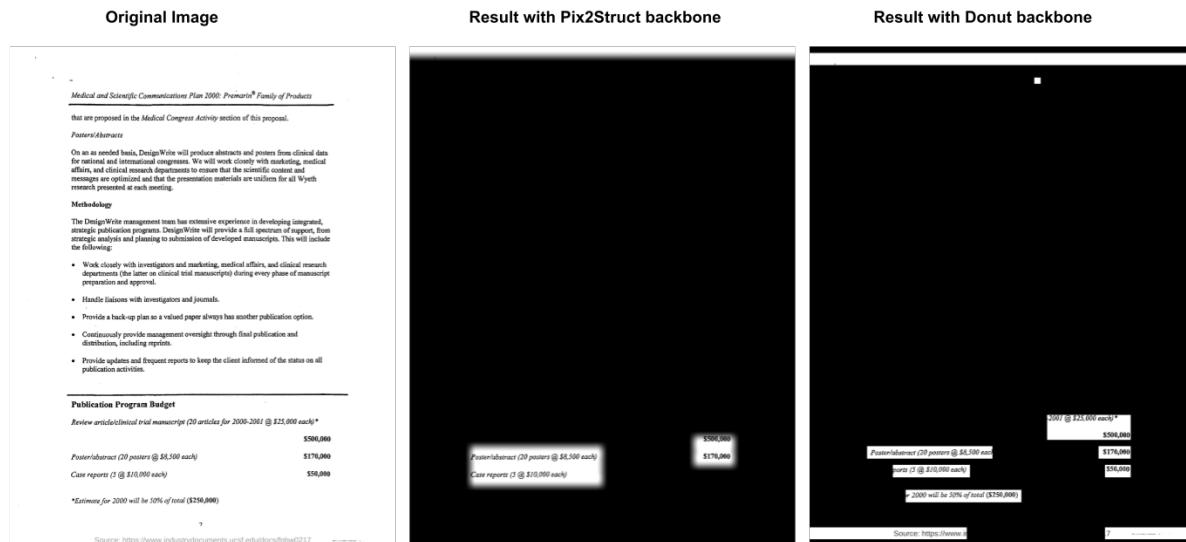 Original Image
Medical and Scientific Communications Plan 2000: Premarin® Family of Products
that are proposed in the Medical Congress Activity section of this proposal.
Posters/Abstracts
On an as needed basis, DesignWrite will produce abstracts and posters from clinical data
for national and international congresses. We will work closely with marketing, medical
affairs, and clinical research departments to ensure that the scientific content and
messages are optimized and that the presentation materials are uniform for all Wyeth
research presented at each meeting.
Methodology
The DesignWrite management team has extensive experience in developing integrated,
strategic publication programs. DesignWrite will provide a full spectrum of support, from
strategic analysis and planning to submission of developed manuscripts. This will include
the following:
• Work closely with investigators and marketing, medical affairs, and clinical research
departments (the latter on clinical trial manuscripts) during every phase of manuscript
preparation and approval.
• Handle liaisons with investigators and journals.
• Provide a back-up plan so a valued paper always has another publication option.
• Continuously provide management oversight through final publication and
distribution, including reprints.
• Provide updates and frequent reports to keep the client informed of the status on all
publication activities.
Publication Program Budget
Review article/clinical trial manuscript (20 articles for 2000-2001 @ $25,000 each)*
$500,000
Poster/abstract (20 posters @ $8,500 each) $170,000
Case reports (5 @ $10,000 each) $50,000
*Estimate for 2000 will be 50% of total ($250,000)
7
Source: https://www.industrydocuments.ucsf.edu/docs/
Result with Pix2Struct backbone
$500,000
Poster/abstract (20 posters @ $8,500 each) $170,000
Case reports (5 @ $10,000 each)
Result with Donut backbone
2001 @ $25,000 each)*
$500,000
Poster/abstract (20 posters @ $8,500 each $170,000
ports (5 @ $10,000 each) $50,000
r 2000 will be 50% of total ($250,000)
Source: https://www.i 7